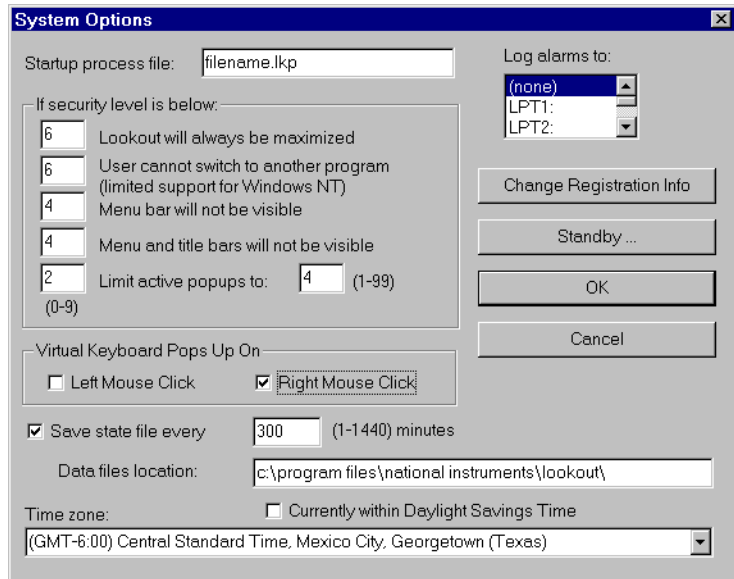 System Options
Startup process file: filename.lkp
Log alarms to:
(none)
LPT1:
LPT2:
If security level is below:
6 Lookout will always be maximized
6 User cannot switch to another program
(limited support for Windows NT)
4 Menu bar will not be visible
4 Menu and title bars will not be visible
2 Limit active popups to: 4 (1-99)
(0-9)
Change Registration Info
Standby ...
OK
Cancel
Virtual Keyboard Pops Up On
Left Mouse Click Right Mouse Click
Save state file every 300 (1-1440) minutes
Data files location: c:\program files\national instruments\lookout\
Time zone: Currently within Daylight Savings Time
(GMT-6:00) Central Standard Time, Mexico City, Georgetown (Texas)